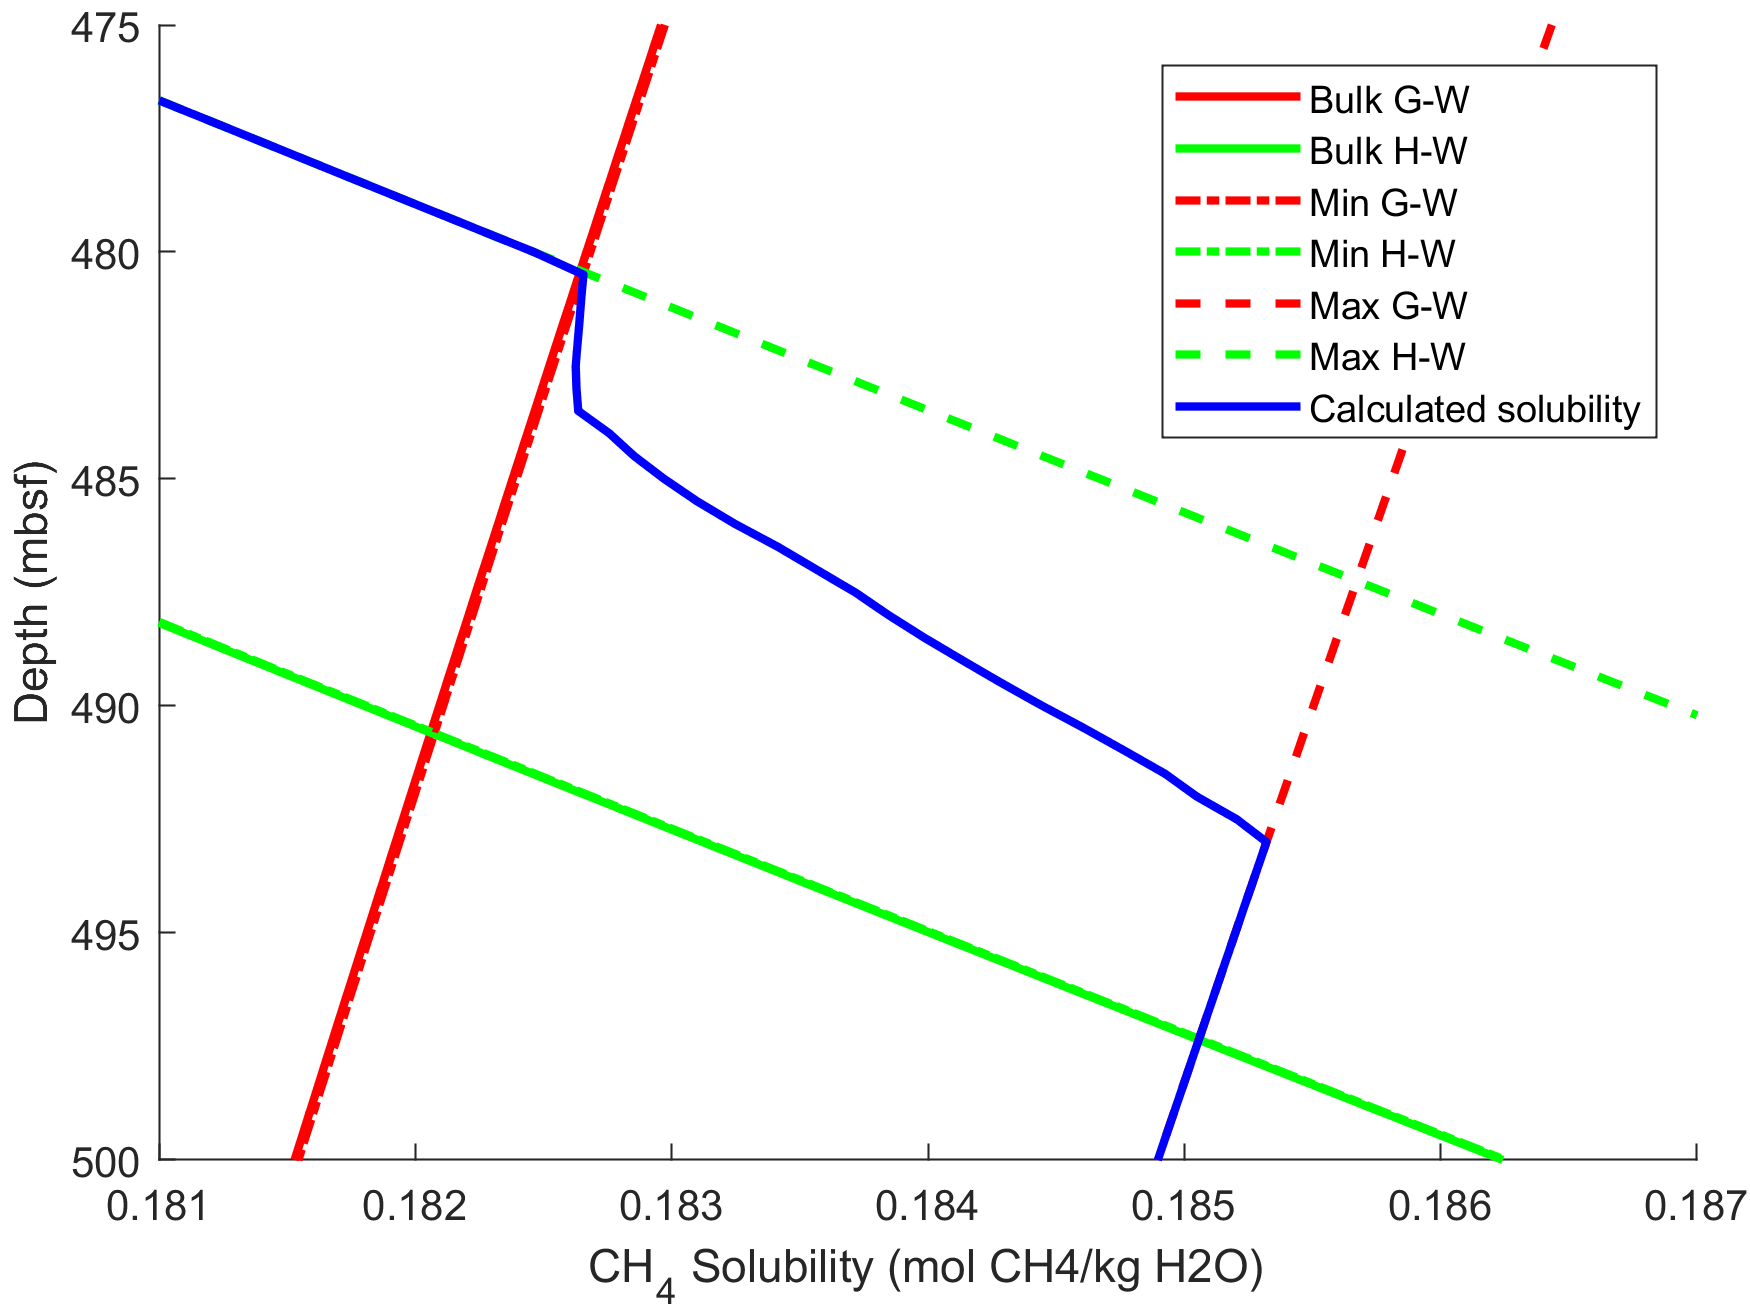 475
480
485
490
495
500
Depth (mbsf)
Bulk G-W
Bulk H-W
Min G-W
Min H-W
Max G-W
Max H-W
Calculated solubility
0.181 0.182 0.183 0.184 0.185 0.186 0.187
CH4 Solubility (mol CH4/kg H2O)